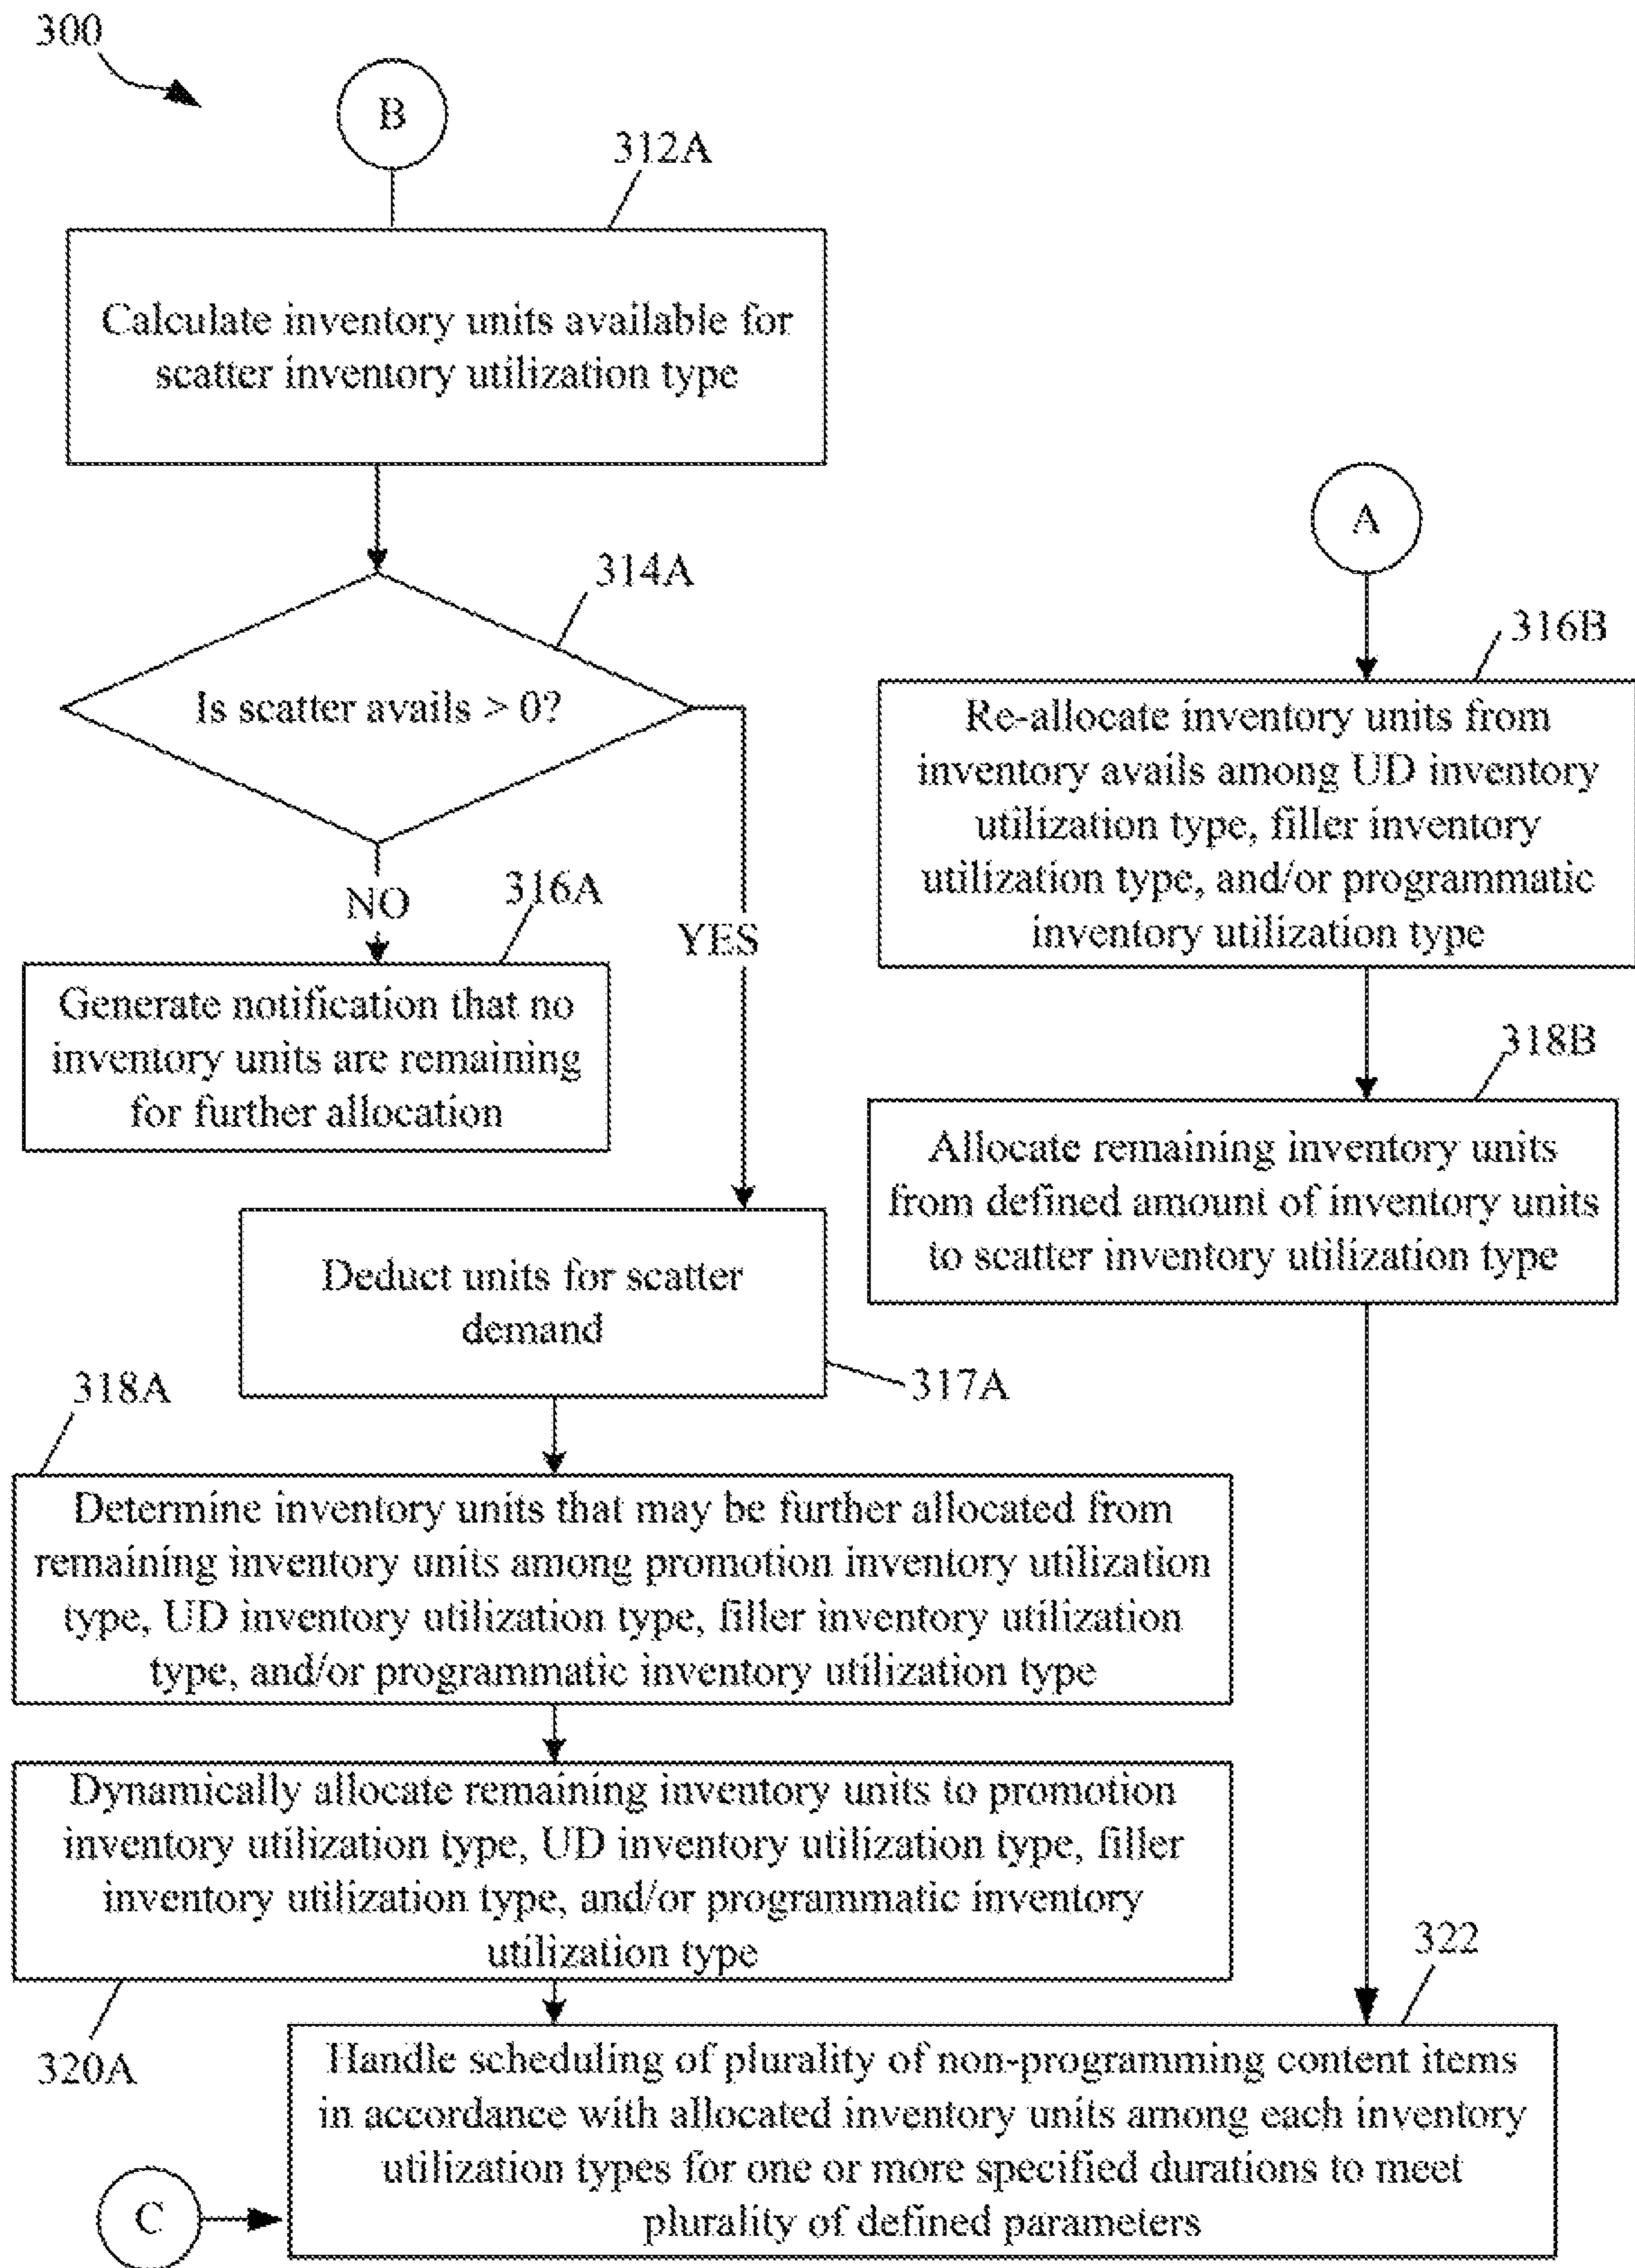 300
B
312A
Calculate inventory units available for
scatter inventory utilization type
314A
Is scatter avails > 0?
NO
YES
316A
Generate notification that no
inventory units are remaining
for further allocation
Deduct units for scatter
demand
317A
318A
Determine inventory units that may be further allocated from
remaining inventory units among promotion inventory utilization
type, UD inventory utilization type, filler inventory utilization
type, and/or programmatic inventory utilization type
Dynamically allocate remaining inventory units to promotion
inventory utilization type, UD inventory utilization type, filler
inventory utilization type, and/or programmatic inventory
utilization type
320A
A
316B
Re-allocate inventory units from
inventory avails among UD inventory
utilization type, filler inventory
utilization type, and/or programmatic
inventory utilization type
318B
Allocate remaining inventory units
from defined amount of inventory units
to scatter inventory utilization type
322
Handle scheduling of plurality of non-programming content items
in accordance with allocated inventory units among each inventory
utilization types for one or more specified durations to meet
plurality of defined parameters
C